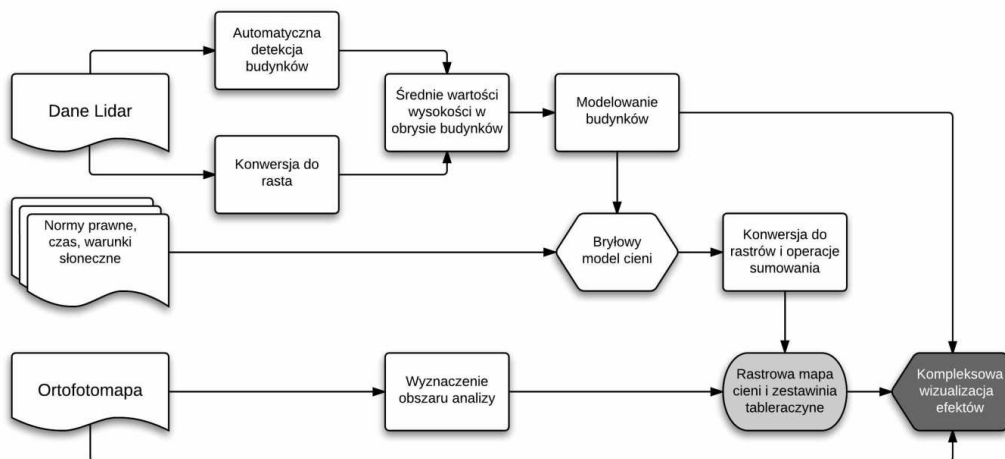 Automatyczna
detekcja
budynków
Dane Lidar
Średnie wartości
wysokości w
obrysie budynków
Modelowanie
budynków
Konwersja do
rasta
Normy prawne,
czas, warunki
słoneczne
Bryłowy
model cieni
Konwersja do
rastrów i operacje
sumowania
Ortofotomapa
Wyznaczenie
obszaru analizy
Rastrowa mapa
cieni i zestawinia
tableraczyne
Kompleksowa
wizualizacja
efektów